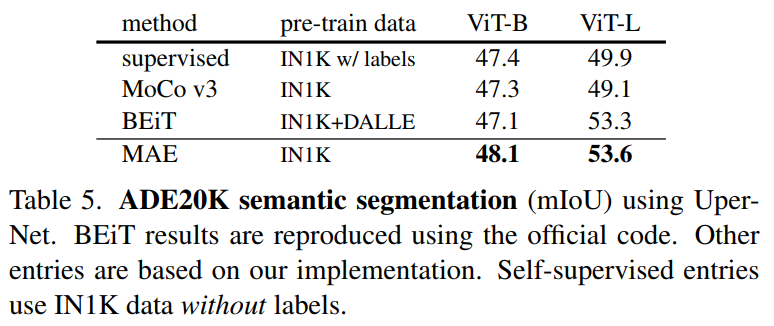 method pre-train data ViT-B ViT-L
supervised IN1K w/ labels 47.4 49.9
MoCo v3 IN1K 47.3 49.1
BEiT IN1K+DALLE 47.1 53.3
MAE IN1K 48.1 53.6
Table 5. ADE20K semantic segmentation (mIoU) using Uper-
Net. BEiT results are reproduced using the official code. Other
entries are based on our implementation. Self-supervised entries
use IN1K data without labels.